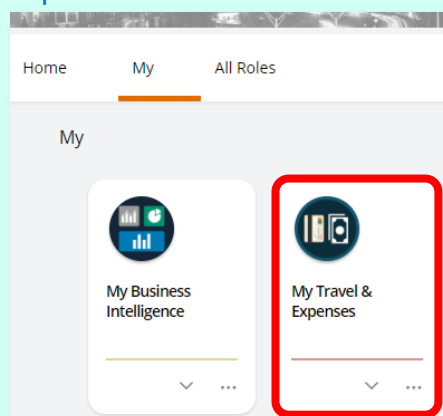 Home My All Roles
My
My Business
Intelligence
My Travel &
Expenses